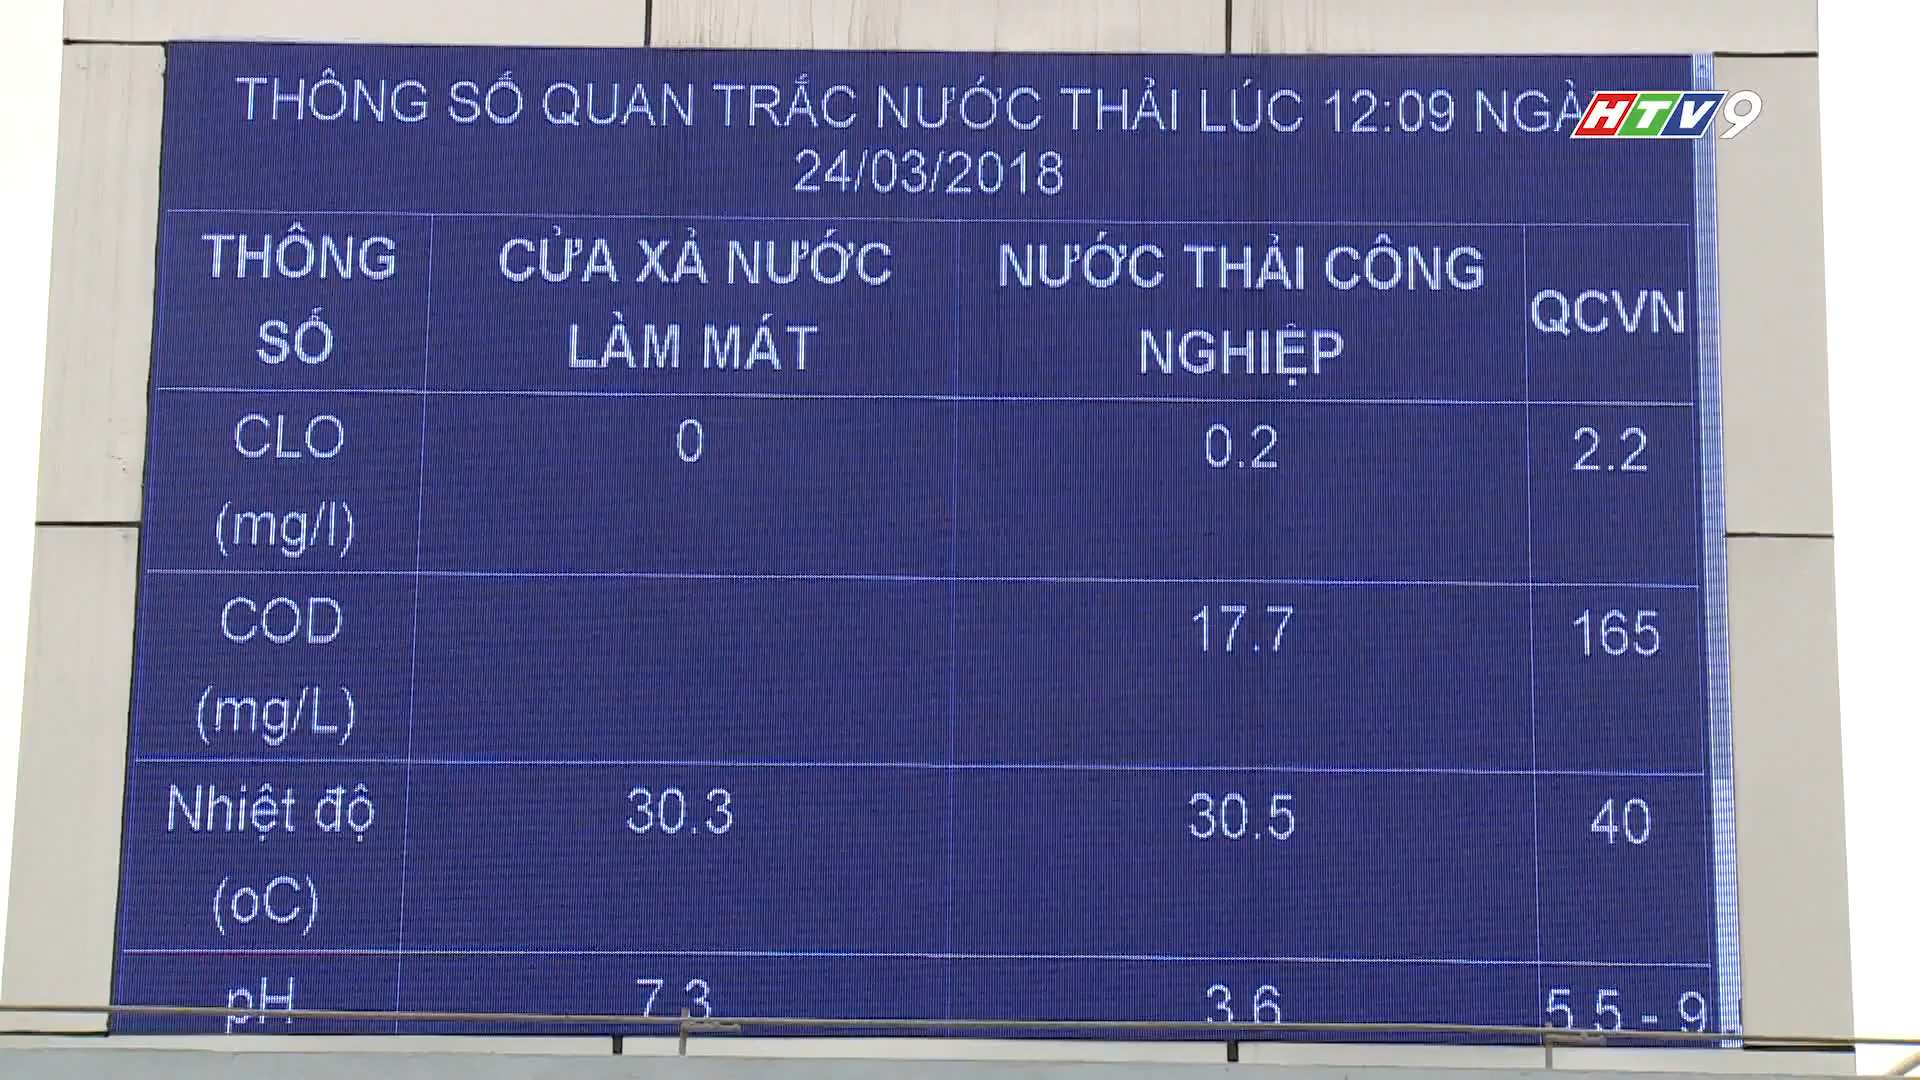 THÔNG SỐ QUAN TRẮC NƯỚC THẢI LÚC 12:09
HTV9
24/03/2018
THÔNG SỐ
CỬA XẢ NƯỚC LÀM MÁT
NƯỚC THẢI CÔNG NGHIỆP
QCVN
CLO (mg/l)
0
0.2
2.2
COD (mg/L)
17.7
165
Nhiệt độ (oC)
30.3
30.5
40
pH
7.3
3.6
5.5 - 9